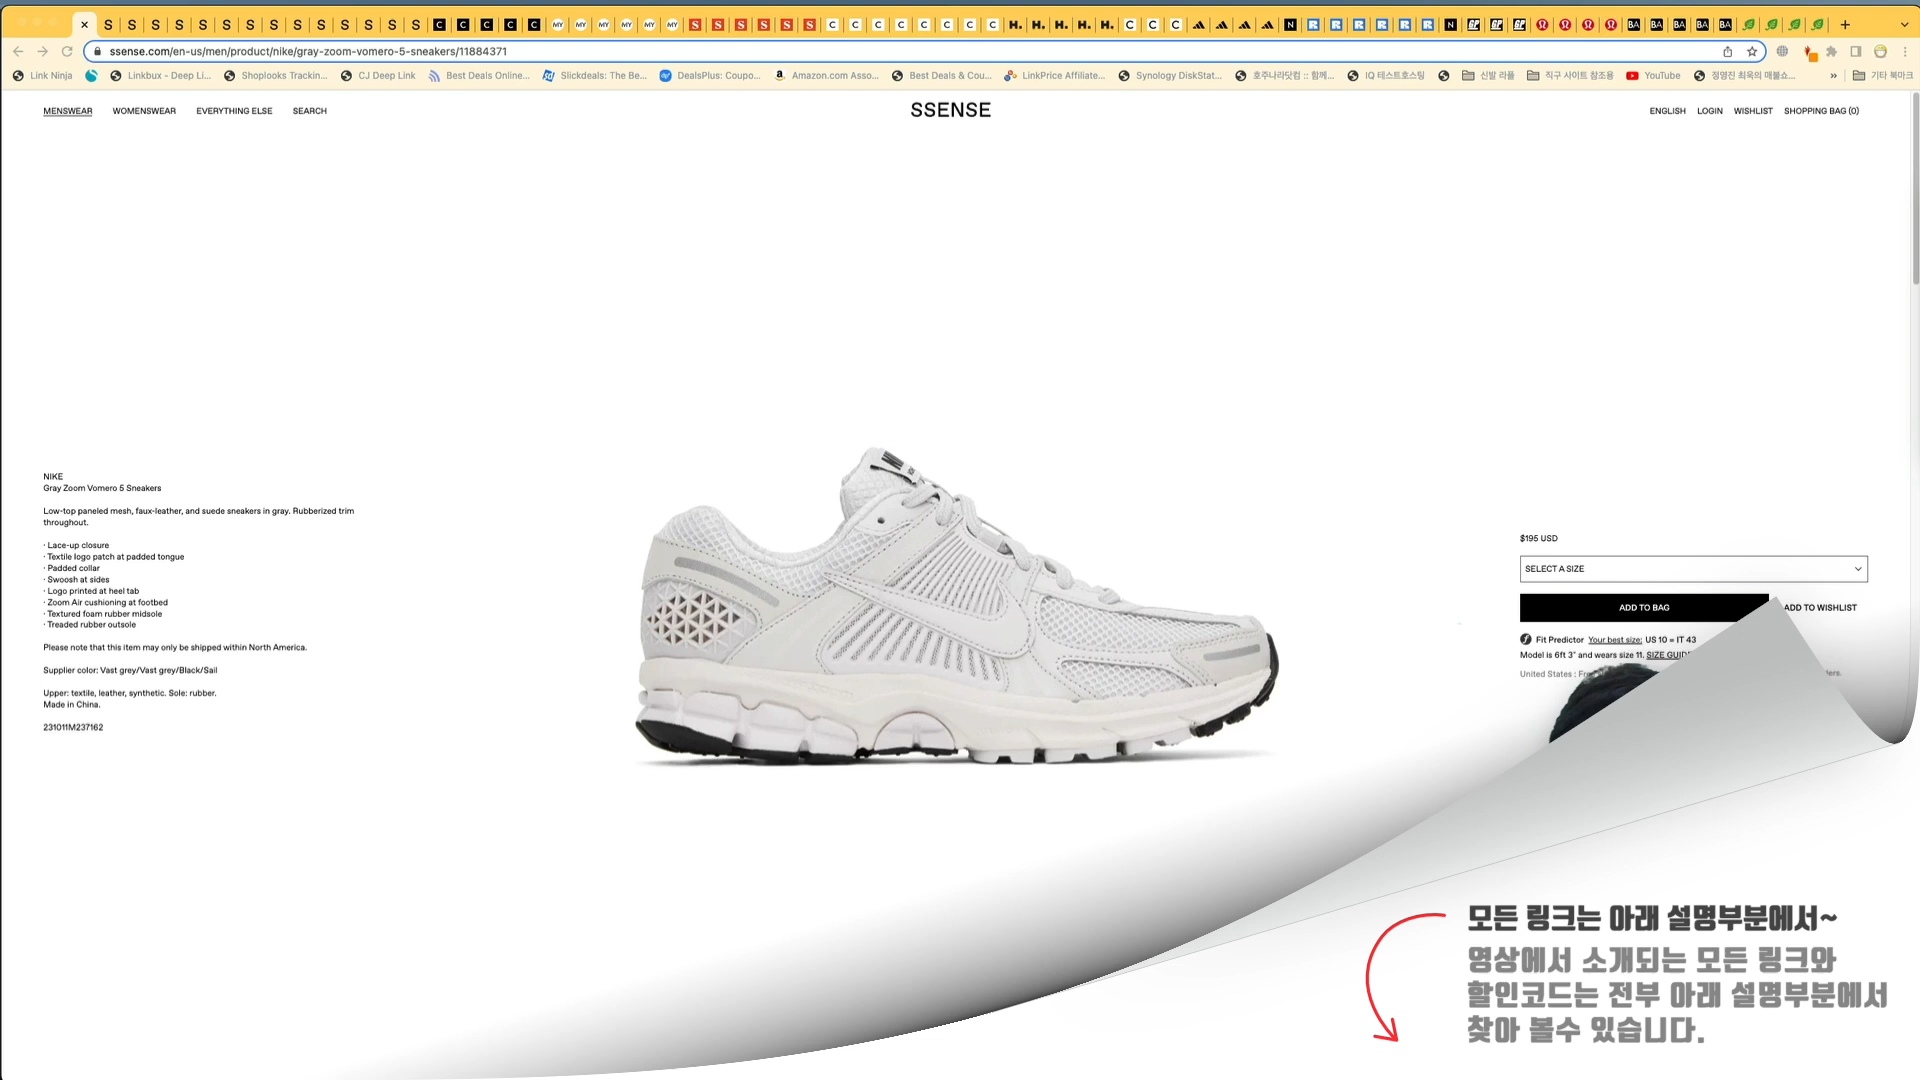 ssense.com/en-us/men/product/nike/gray-zoom-vomero-5-sneakers/11884371
Link Ninja
Linkbux - Deep Li...
Shoplooks Trackin...
CJ Deep Link
Best Deals Online...
Slickdeals: The Be...
DealsPlus: Coupo...
Amazon.com Asso...
Best Deals & Cou...
LinkPrice Affiliate...
Synology DiskStat...
호주나라닷컴 :: 함께...
IQ 테스트호스팅
신발 라플
직구 사이트 참조용
YouTube
정영진 최욱의 매불쇼...
»
기타 북마크
MENSWEAR WOMENSWEAR EVERYTHING ELSE SEARCH
SSENSE
ENGLISH LOGIN WISHLIST SHOPPING BAG (0)
NIKE
Gray Zoom Vomero 5 Sneakers
Low-top paneled mesh, faux-leather, and suede sneakers in gray. Rubberized trim
throughout.
· Lace-up closure
· Textile logo patch at padded tongue
· Padded collar
· Swoosh at sides
· Logo printed at heel tab
· Zoom Air cushioning at footbed
· Textured foam rubber midsole
· Treaded rubber outsole
Please note that this item may only be shipped within North America.
Supplier color: Vast grey/Vast grey/Black/Sail
Upper: textile, leather, synthetic. Sole: rubber.
Made in China.
231011M237162
$195 USD
SELECT A SIZE
ADD TO BAG
ADD TO WISHLIST
Fit Predictor Your best size: US 10 = IT 43
Model is 6ft 3" and wears size 11. SIZE GUIDE
United States :
모든 링크는 아래 설명부분에서~
영상에서 소개되는 모든 링크와
할인코드는 전부 아래 설명부분에서
찾아 볼수 있습니다.